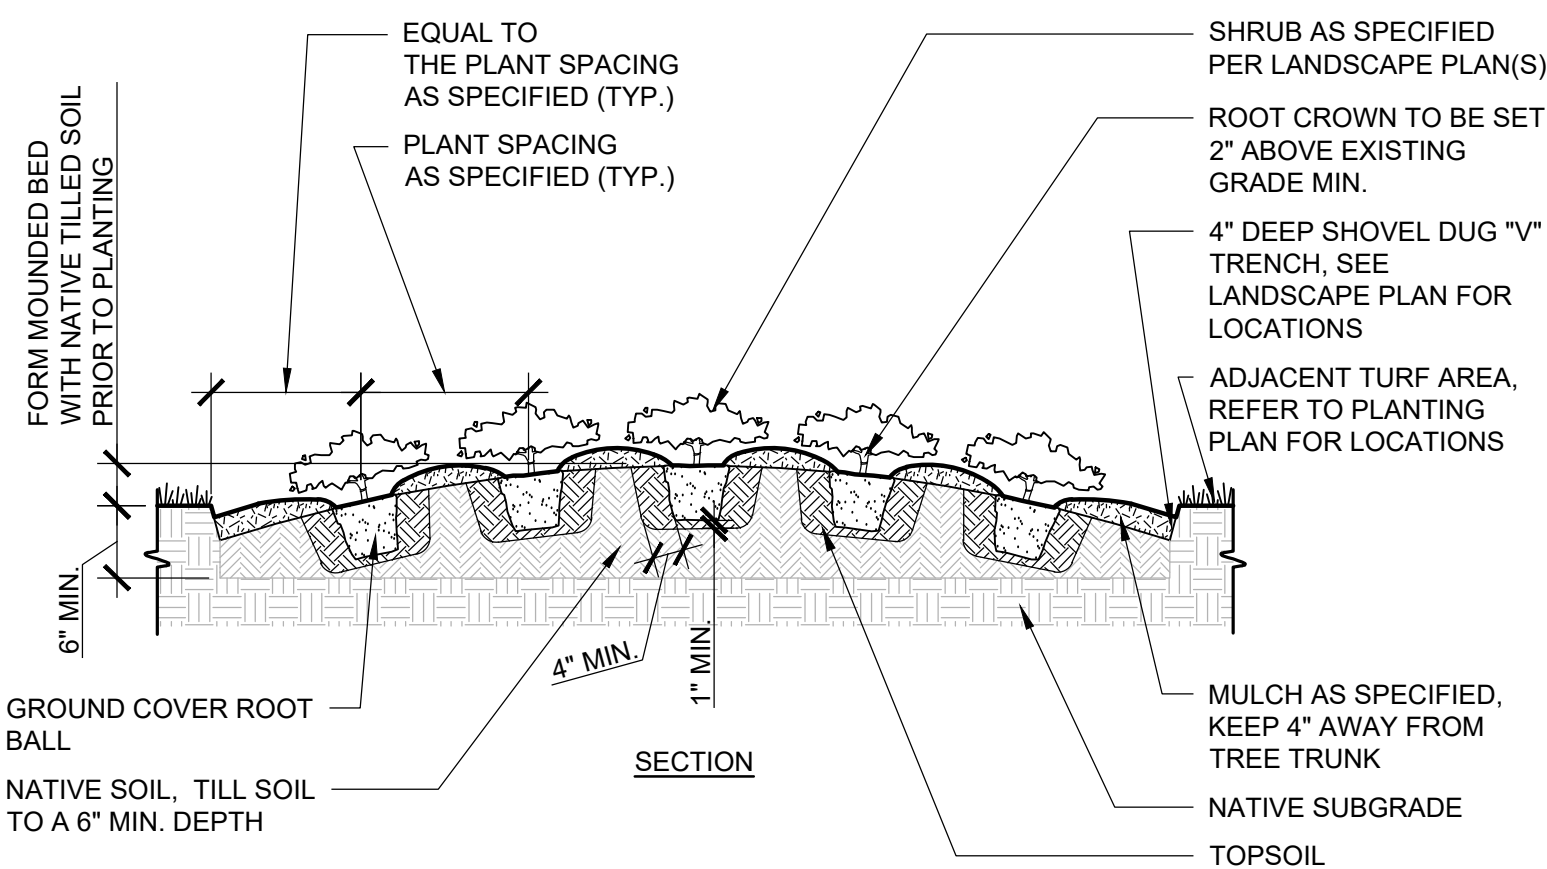 EQUAL TO
THE PLANT SPACING
AS SPECIFIED (TYP.)
PLANT SPACING
AS SPECIFIED (TYP.)
FORM MOUNDED BED
WITH NATIVE TILLED SOIL
PRIOR TO PLANTING
6" MIN.
GROUND COVER ROOT
BALL
NATIVE SOIL, TILL SOIL
TO A 6" MIN. DEPTH
4" MIN.
1" MIN.
SECTION
SHRUB AS SPECIFIED
PER LANDSCAPE PLAN(S)
ROOT CROWN TO BE SET
2" ABOVE EXISTING
GRADE MIN.
4" DEEP SHOVEL DUG "V"
TRENCH, SEE
LANDSCAPE PLAN FOR
LOCATIONS
ADJACENT TURF AREA,
REFER TO PLANTING
PLAN FOR LOCATIONS
MULCH AS SPECIFIED,
KEEP 4" AWAY FROM
TREE TRUNK
NATIVE SUBGRADE
TOPSOIL